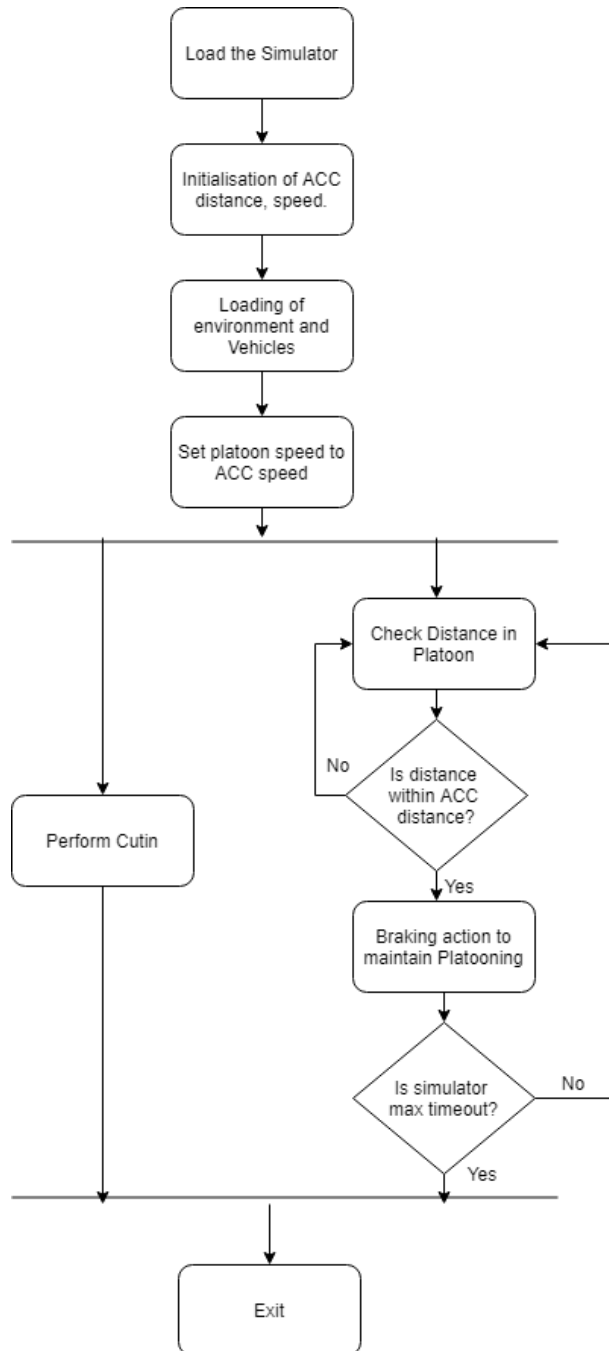 Load the Simulator
Initialisation of ACC
distance, speed.
Loading of
environment and
Vehicles
Set platoon speed to
ACC speed
Check Distance in
Platoon
No
Is distance
within ACC
distance?
Perform Cutin
Yes
Braking action to
maintain Platooning
Is simulator
max timeout?
No
Yes
Exit